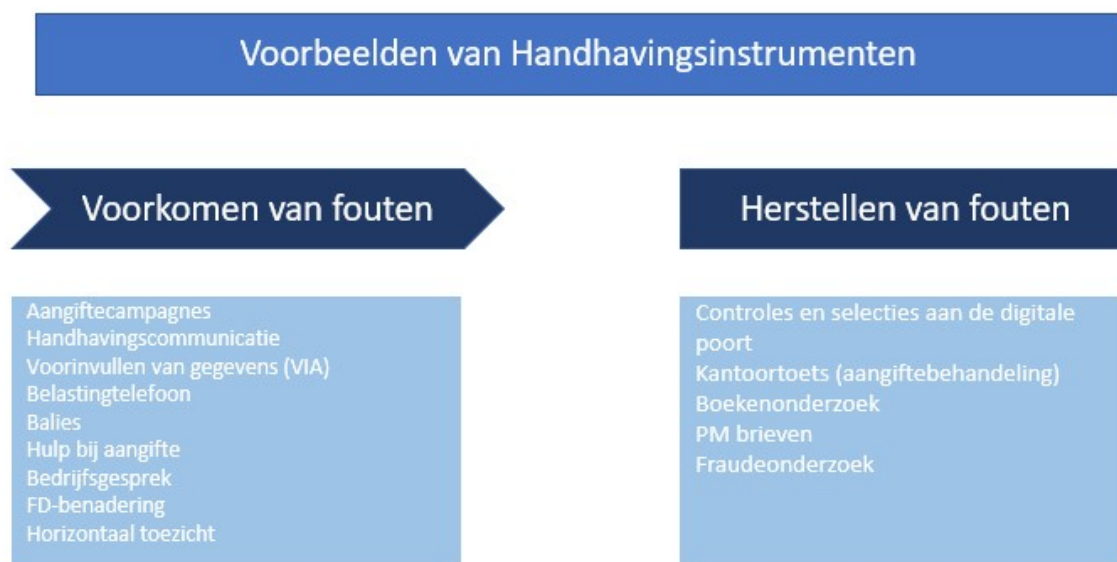 Voorbeelden van Handhavingsinstrumenten
Voorkomen van fouten
Aangiftecampagnes
Handhavingscommunicatie
Voorinvullen van gegevens (VIA)
Belastingtelefoon
Balies
Hulp bij aangifte
Bedrijfsgesprek
FD-benadering
Horizontaal toezicht
Herstellen van fouten
Controles en selecties aan de digitale
poort
Kantoortoets (aangiftebehandeling)
Boekenonderzoek
PM brieven
Fraudeonderzoek